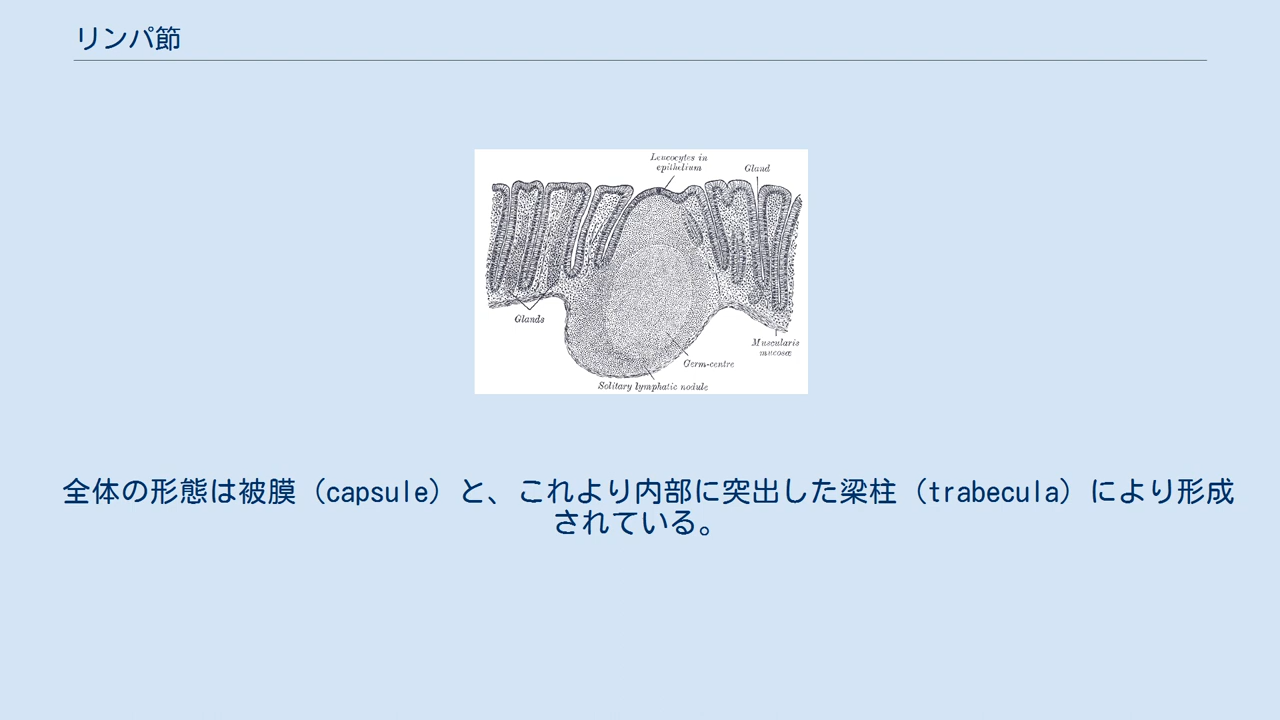 リンパ節
Leucocytes in
epithelium
Gland
Glands
Muscularis
mucosæ
Germ-centre
Solitary lymphatic nodule
全体の形態は被膜（capsule）と、これより内部に突出した梁柱（trabecula）により形成
されている。